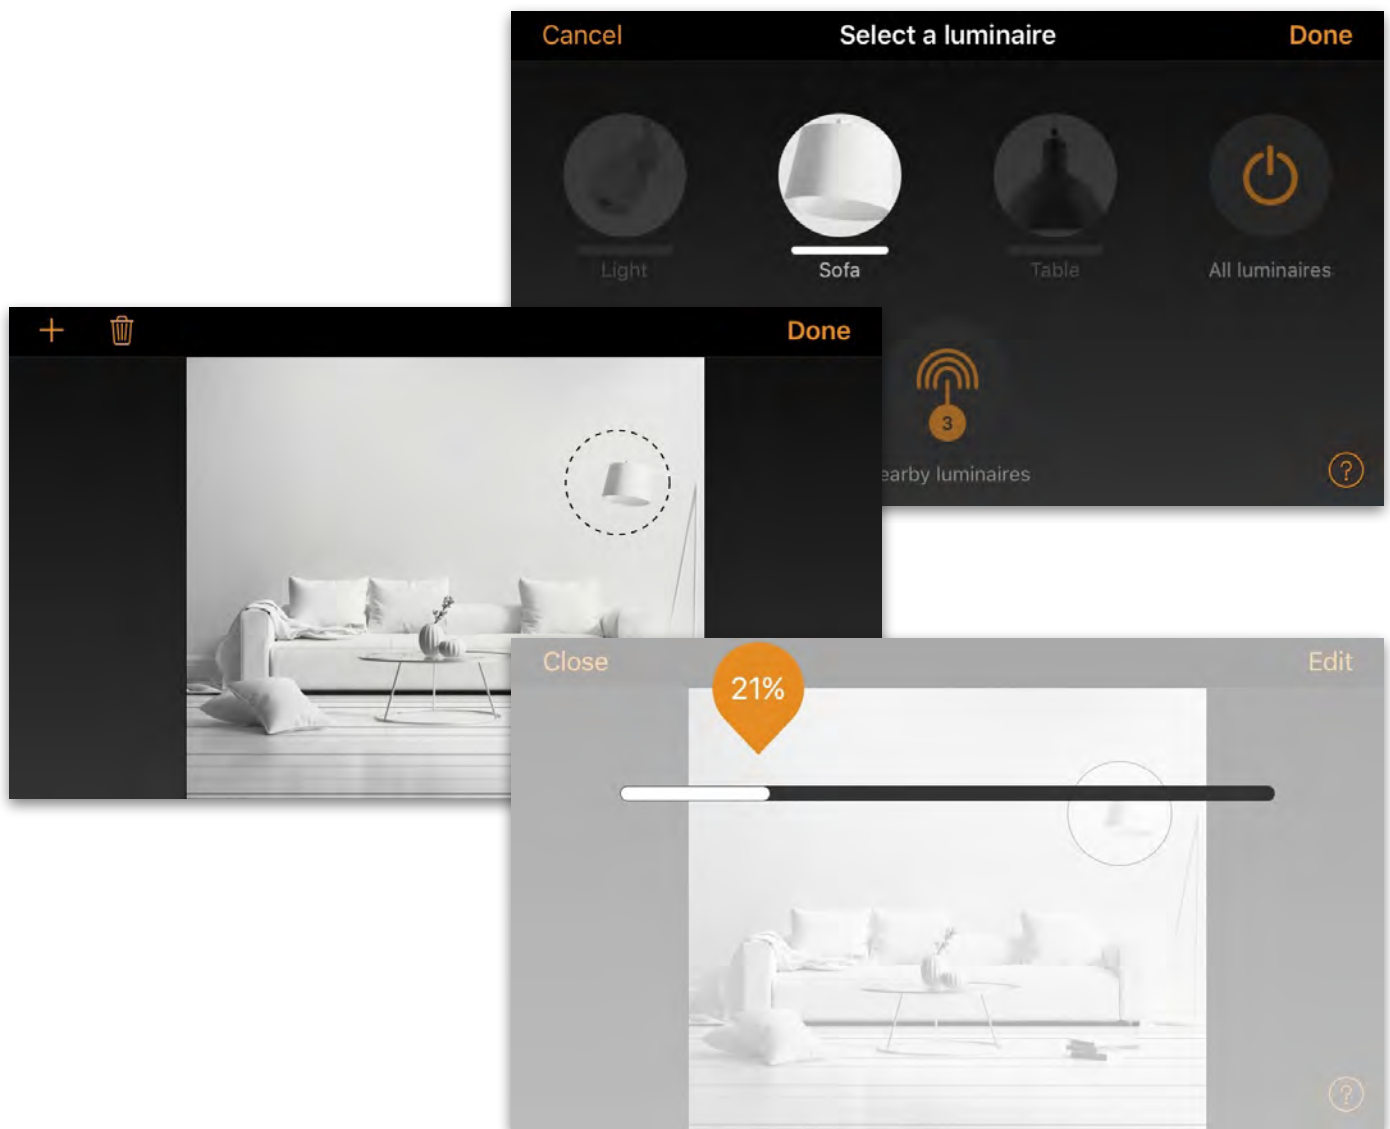 Cancel Select a luminaire Done
Light Sofa Table All luminaires
+ Done
3
earby luminaires
?
Close 21% Edit
?